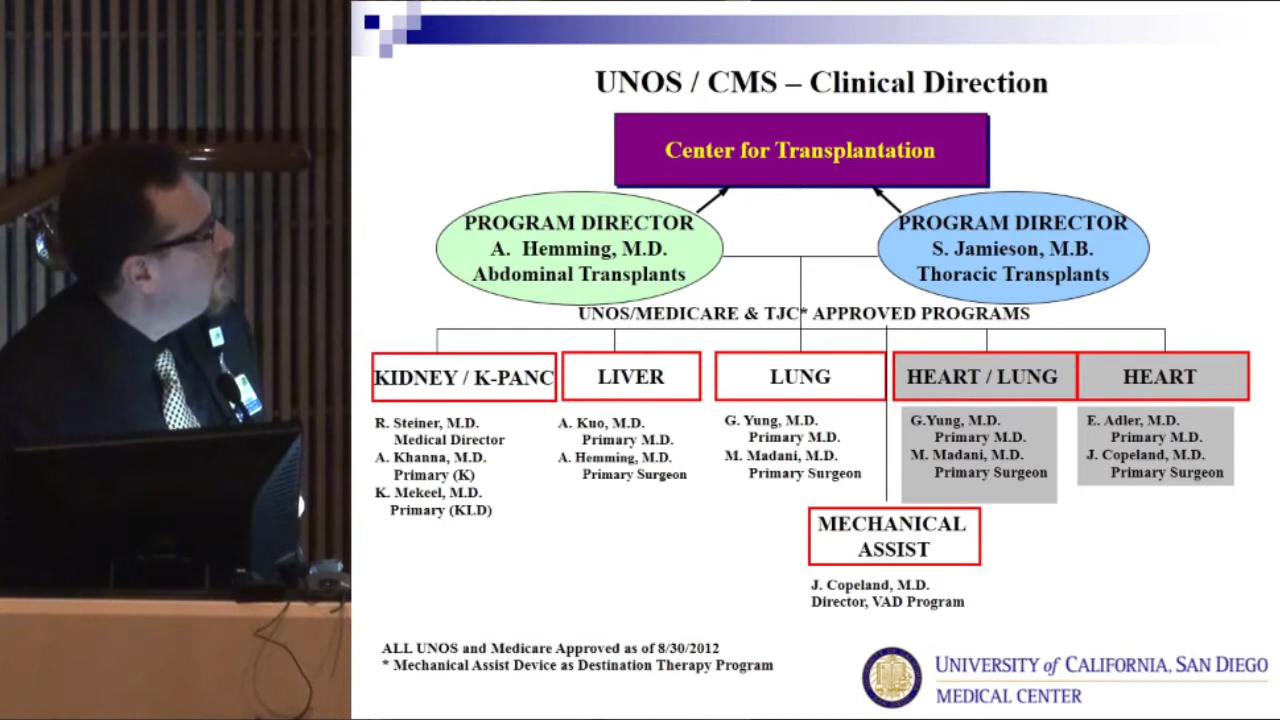 UNOS / CMS – Clinical Direction
Center for Transplantation
PROGRAM DIRECTOR
A. Hemming, M.D.
Abdominal Transplants
PROGRAM DIRECTOR
S. Jamieson, M.B.
Thoracic Transplants
UNOS/MEDICARE & TJC* APPROVED PROGRAMS
KIDNEY / K-PANC
R. Steiner, M.D.
Medical Director
A. Khanna, M.D.
Primary (K)
K. Mekeel, M.D.
Primary (KLD)
LIVER
A. Kuo, M.D.
Primary M.D.
A. Hemming, M.D.
Primary Surgeon
LUNG
G. Yung, M.D.
Primary M.D.
M. Madani, M.D.
Primary Surgeon
HEART / LUNG
G.Yung, M.D.
Primary M.D.
M. Madani, M.D.
Primary Surgeon
HEART
E. Adler, M.D.
Primary M.D.
J. Copeland, M.D.
Primary Surgeon
MECHANICAL
ASSIST
J. Copeland, M.D.
Director, VAD Program
ALL UNOS and Medicare Approved as of 8/30/2012
* Mechanical Assist Device as Destination Therapy Program
UNIVERSITY of CALIFORNIA, SAN DIEGO
MEDICAL CENTER